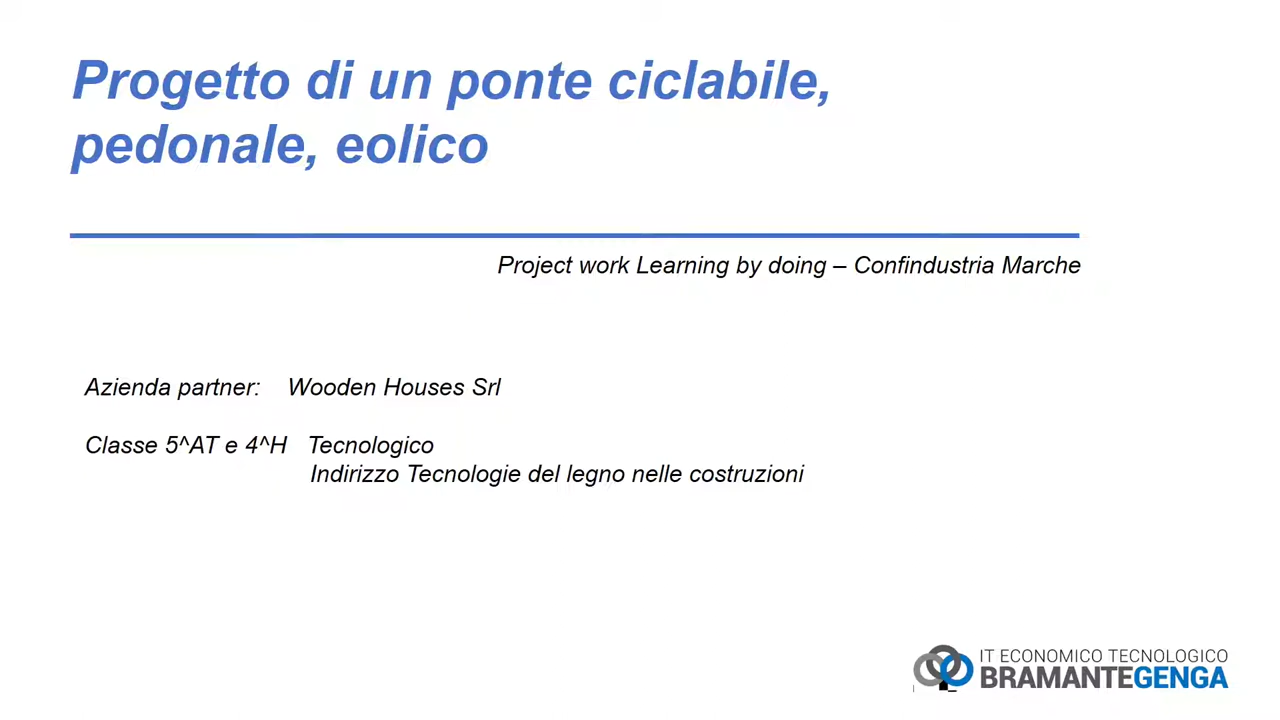 Progetto di un ponte ciclabile,
pedonale, eolico
Project work Learning by doing – Confindustria Marche
Azienda partner: Wooden Houses Srl
Classe 5^AT e 4^H Tecnologico
Indirizzo Tecnologie del legno nelle costruzioni
IT ECONOMICO TECNOLOGICO
BRAMANTEGENGA